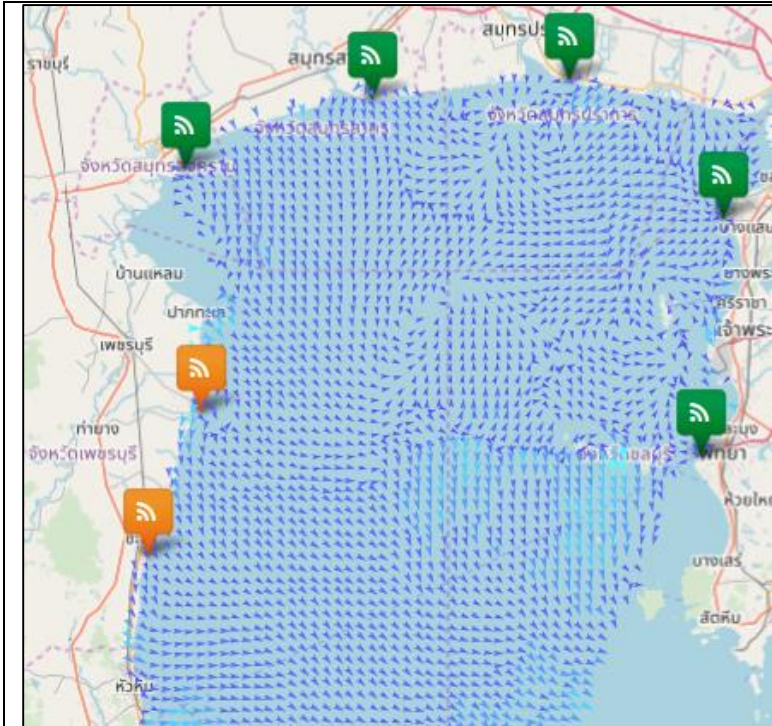 ราชบุรี
สมุทรส
สมุทรปร
จังหวัดสมุทรสาคร
จังหวัดสมุทรปราการ
จังหวัดสมุทรสงคราม
บางแสน
บ้านแหลม
ยางพระ
ศรีราชา
ปากทะเล
เจ้าพระ
เพชรบุรี
ท่ายาง
ละมุง
จังหวัดเพชรบุรี
จังหวัดชลบุรี
พัทยา
ห้วยใหญ
ชะ
บางเสร่
สัตหีบ
หัวหิน